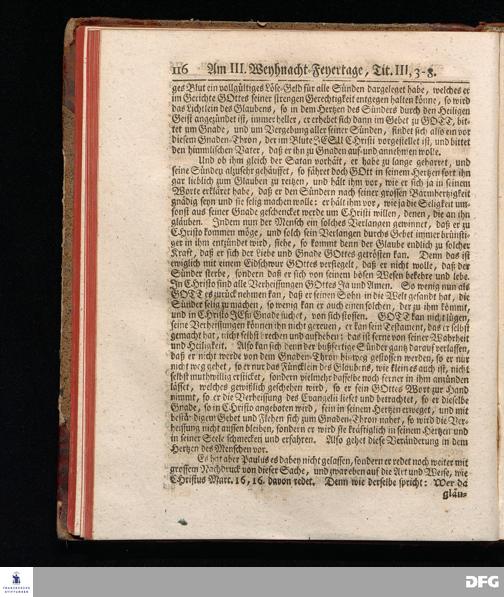 116 Am III. Weyhnacht-Feyertage, Tit. III, 3-8.
ges Blut ein vollgültiges Löse-Geld für alle Sünden dargeleget habe, welches er
im Gerichte GOttes seiner strengen Gerechtigkeit entgegen halten könne, so wird
das Lichtlein des Glaubens, so in dem Hertzen des Sünders durch den Heiligen
Geist angezündet ist, immer heller, er erhebet sich dann im Gebet zu GOTT, bit-
tet um Gnade, und um Vergebung aller seiner Sünden, findet sich also ein vor
diesem Gnaden-Thron, der im Blute JESU Christi vorgestellet ist, und bittet
den himmlischen Vater, daß er ihn zu Gnaden auf- und annehmen wolle.
Und ob ihm gleich der Satan vorhält, er habe zu lange geharret, und
seine Sünden allzusehr gehäuffet, so fähret doch GOtt in seinem Hertzen fort ihn
gar lieblich zum Glauben zu reitzen, und hält ihm vor, wie er sich ja in seinem
Worte erkläret habe, daß er den Sündern nach seiner grossen Barmhertzigkeit
gnädig seyn und sie selig machen wolle: er hält ihm vor, wie ja die Seligkeit um-
sonst aus seiner Gnade geschencket werde um Christi willen, denen, die an ihn
gläuben. Indem nun der Mensch ein solches Verlangen gewinnet, daß er zu
Christo kommen möge, und solch sein Verlangen durchs Gebet immer brünsti-
ger in ihm entzündet wird, siehe, so kommt denn der Glaube endlich zu solcher
Kraft, daß er sich der Liebe und Gnade GOttes getrösten kan. Denn das ist
ewiglich mit einem Eidschwur GOttes versiegelt, daß er nicht wolle, daß der
Sünder sterbe, sondern daß er sich von seinem bösen Wesen bekehre und lebe.
In Christo sind alle Verheissungen GOttes Ja und Amen. So wenig nun als
GOTT es zurück nehmen kan, daß er seinen Sohn in die Welt gesandt hat, die
Sünder selig zu machen, so wenig kan er auch einen solchen, der zu ihm kömmt,
und in Christo JEsu Gnade suchet, von sich stossen. GOTT kan nicht lügen,
seine Verheissungen können ihn nicht gereuen, er kan sein Testament, das er selbst
gemacht hat, nicht selbst brechen und aufheben: das ist ferne von seiner Wahrheit
und Heiligkeit. Also kan sich denn der bußfertige Sünder gantz darauf verlassen,
daß er nicht werde von dem Gnaden-Thron hinweg gestossen werden, so er nur
nicht weg gehet, so er nur das Füncklein des Glaubens, wie klein es auch ist, nicht
selbst muthwillig ersticket, sondern vielmehr dasselbe noch ferner in ihm anzünden
lässet, welches gewißlich geschehen wird, so er sein GOttes Wort zur Hand
nimmt, so er die Verheissung des Evangelii lieset und betrachtet, so er dieselbe
Gnade, so in Christo angeboten wird, fein in seinem Hertzen erweget, und mit
beständigem Gebet und Flehen sich zum Gnaden-Thron nahet, so wird die Ver-
heissung nicht aussen bleiben, sondern er wird sie kräftiglich in seinem Hertzen und
in seiner Seele schmecken und erfahren. Also gehet diese Veränderung in dem
Hertzen des Menschen vor.
Es hat aber Paulus es dabey nicht gelassen, sondern er redet noch weiter mit
grossem Nachdruck von dieser Sache, und zwar eben auf die Art und Weise, wie
CHristus Marc. 16, 16. davon redet. Denn wie derselbe spricht: Wer da
gläu-
FRANCKESCHE
STIFTUNGEN
DFG